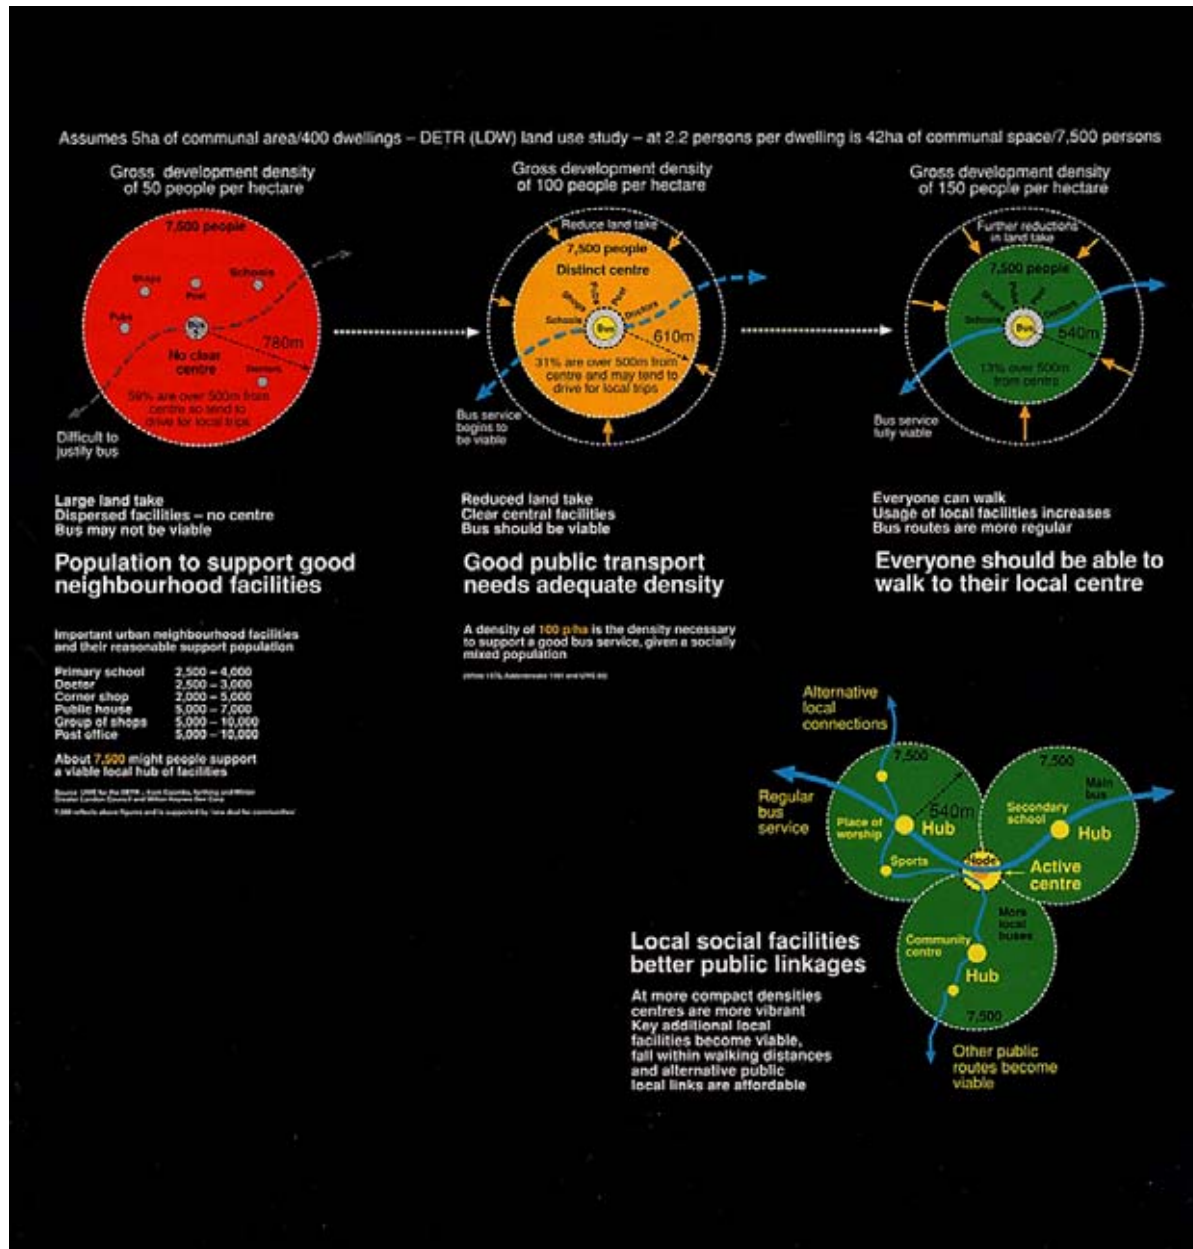 Assumes 5ha of communal area/400 dwellings – DETR (LDW) land use study – at 2.2 persons per dwelling is 42ha of communal space/7,500 persons
Gross development density
of 50 people per hectare
7,500 people
Shops
Post
Schools
Pubs
Bus
?
780m
No clear
centre
Doctors
59% are over 500m from
centre so tend to
drive for local trips
Difficult to
justify bus
Gross development density
of 100 people per hectare
Reduce land take
7,500 people
Distinct centre
Schools
Shops
Pubs
Post
Doctors
Bus
610m
31% are over 500m from
centre and may tend to
drive for local trips
Bus service
begins to
be viable
Gross development density
of 150 people per hectare
Further reductions
in land take
7,500 people
Schools
Shops
Pubs
Post
Doctors
Bus
540m
13% over 500m
from centre
Bus service
fully viable
Large land take
Dispersed facilities – no centre
Bus may not be viable
Population to support good
neighbourhood facilities
Important urban neighbourhood facilities
and their reasonable support population
Primary school 2,500 – 4,000
Doctor 2,500 – 3,000
Corner shop 2,000 – 5,000
Public house 5,000 – 7,000
Group of shops 5,000 – 10,000
Post office 5,000 – 10,000
About 7,500 might people support
a viable local hub of facilities
Reduced land take
Clear central facilities
Bus should be viable
Good public transport
needs adequate density
A density of 100 p/ha is the density necessary
to support a good bus service, given a socially
mixed population
Everyone can walk
Usage of local facilities increases
Bus routes are more regular
Everyone should be able to
walk to their local centre
Alternative
local
connections
Regular
bus
service
7,500
540m
Place of
worship
Hub
Sports
7,500
Main
bus
Secondary
school
Hub
Node
Active
centre
More
local
buses
Community
centre
Hub
7,500
Other public
routes become
viable
Local social facilities
better public linkages
At more compact densities
centres are more vibrant
Key additional local
facilities become viable,
fall within walking distances
and alternative public
local links are affordable